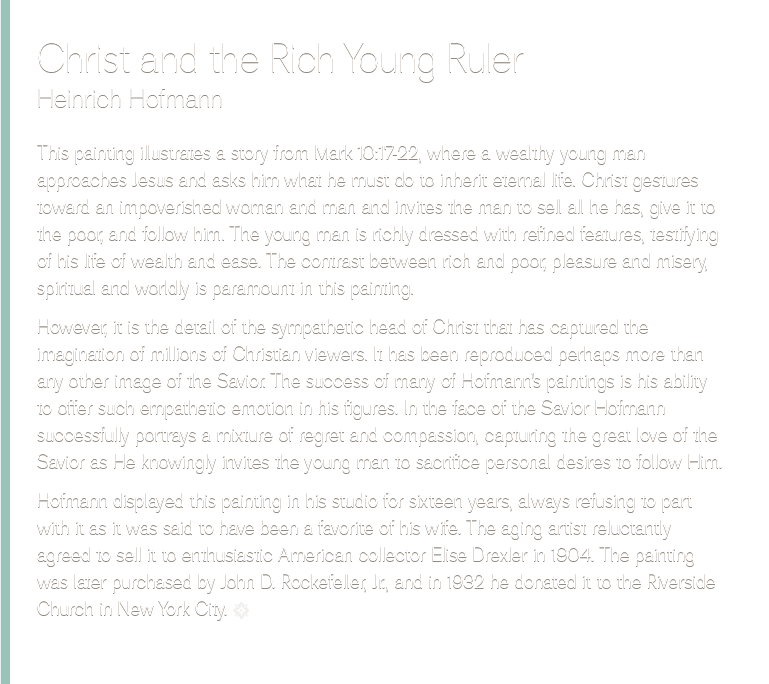 Christ and the Rich Young Ruler
Heinrich Hofmann
This painting illustrates a story from Mark 10:17-22, where a wealthy young man
approaches Jesus and asks him what he must do to inherit eternal life. Christ gestures
toward an impoverished woman and man and invites the man to sell all he has, give it to
the poor, and follow him. The young man is richly dressed with refined features, testifying
of his life of wealth and ease. The contrast between rich and poor, pleasure and misery,
spiritual and worldly is paramount in this painting.
However, it is the detail of the sympathetic head of Christ that has captured the
imagination of millions of Christian viewers. It has been reproduced perhaps more than
any other image of the Savior. The success of many of Hofmann's paintings is his ability
to offer such empathetic emotion in his figures. In the face of the Savior Hofmann
successfully portrays a mixture of regret and compassion, capturing the great love of the
Savior as He knowingly invites the young man to sacrifice personal desires to follow Him.
Hofmann displayed this painting in his studio for sixteen years, always refusing to part
with it as it was said to have been a favorite of his wife. The aging artist reluctantly
agreed to sell it to enthusiastic American collector Elise Drexler in 1904. The painting
was later purchased by John D. Rockefeller, Jr., and in 1932 he donated it to the Riverside
Church in New York City.